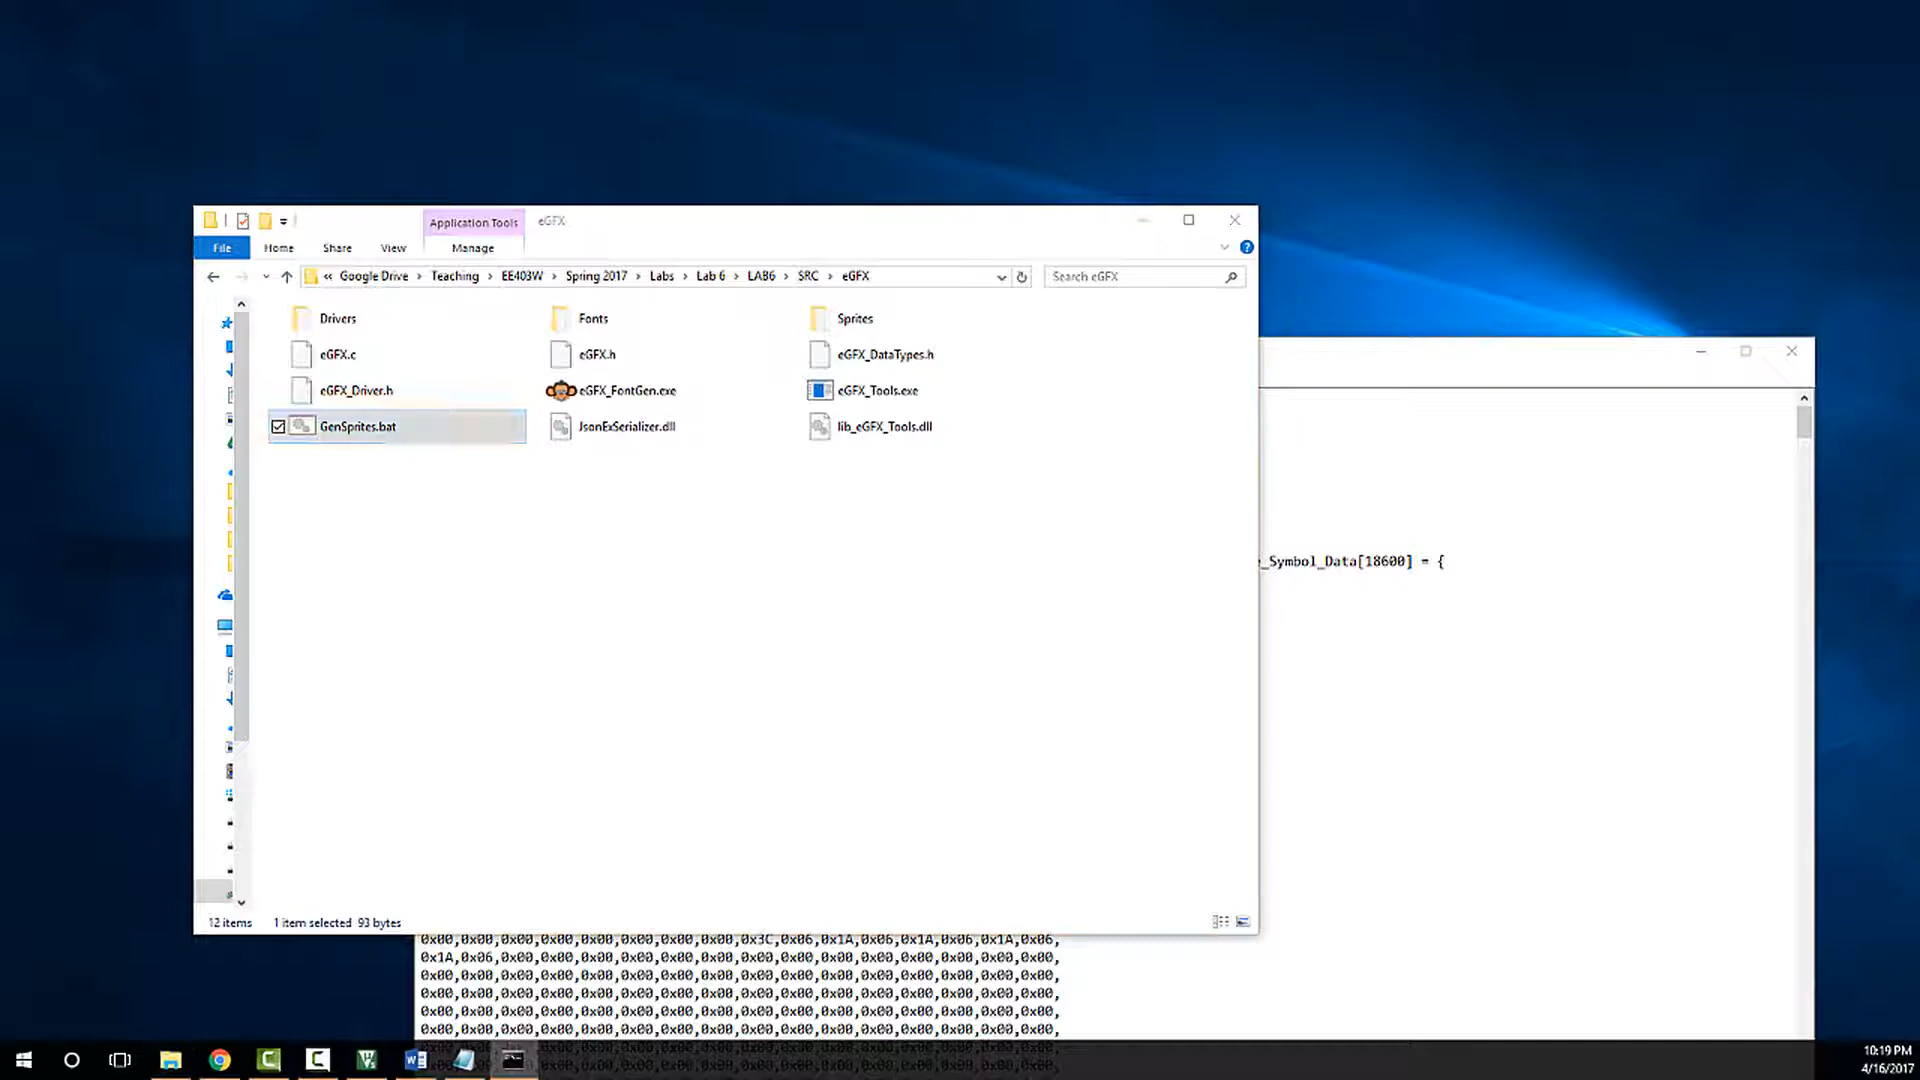 Application Tools
eGFX
File
Home
Share
View
Manage
« Google Drive › Teaching › EE403W › Spring 2017 › Labs › Lab 6 › LAB6 › SRC › eGFX
Search eGFX
Drivers
Fonts
Sprites
eGFX.c
eGFX.h
eGFX_DataTypes.h
eGFX_Driver.h
eGFX_FontGen.exe
eGFX_Tools.exe
GenSprites.bat
JsonExSerializer.dll
lib_eGFX_Tools.dll
_Symbol_Data[18600] = {
12 items
1 item selected 93 bytes
0x00,0x00,0x00,0x00,0x00,0x00,0x00,0x00,0x3C,0x06,0x1A,0x06,0x1A,0x06,0x1A,0x06,
0x1A,0x06,0x00,0x00,0x00,0x00,0x00,0x00,0x00,0x00,0x00,0x00,0x00,0x00,0x00,0x00,
0x00,0x00,0x00,0x00,0x00,0x00,0x00,0x00,0x00,0x00,0x00,0x00,0x00,0x00,0x00,0x00,
0x00,0x00,0x00,0x00,0x00,0x00,0x00,0x00,0x00,0x00,0x00,0x00,0x00,0x00,0x00,0x00,
0x00,0x00,0x00,0x00,0x00,0x00,0x00,0x00,0x00,0x00,0x00,0x00,0x00,0x00,0x00,0x00,
0x00,0x00,0x00,0x00,0x00,0x00,0x00,0x00,0x00,0x00,0x00,0x00,0x00,0x00,0x00,0x00,
10:19 PM
4/16/2017